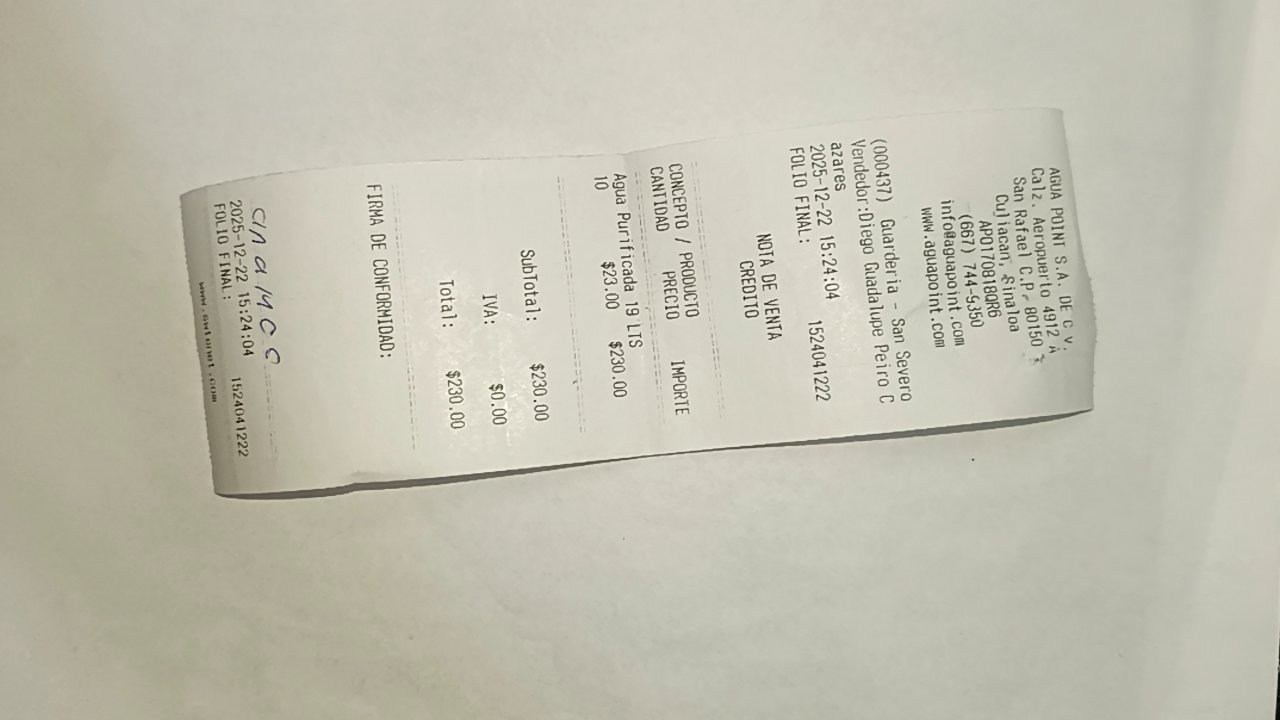 AGUA POINT S.A. DE C.V.
Calz. Aeropuerto 4912 A
San Rafael C.P. 80150
Culiacan, Sinaloa
APO170818QR6
(667) 744-5350
info@aguapoint.com
www.aguapoint.com
(000437) Guarderia - San Severo
Vendedor:Diego Guadalupe Peiro C
azares
2025-12-22 15:24:04 1524041222
FOLIO FINAL:
NOTA DE VENTA
CREDITO
CONCEPTO / PRODUCTO
CANTIDAD PRECIO IMPORTE
Agua Purificada 19 LTS
10 $23.00 $230.00
SubTotal: $230.00
IVA: $0.00
Total: $230.00
FIRMA DE CONFORMIDAD:
2025-12-22 15:24:04 1524041222
FOLIO FINAL: